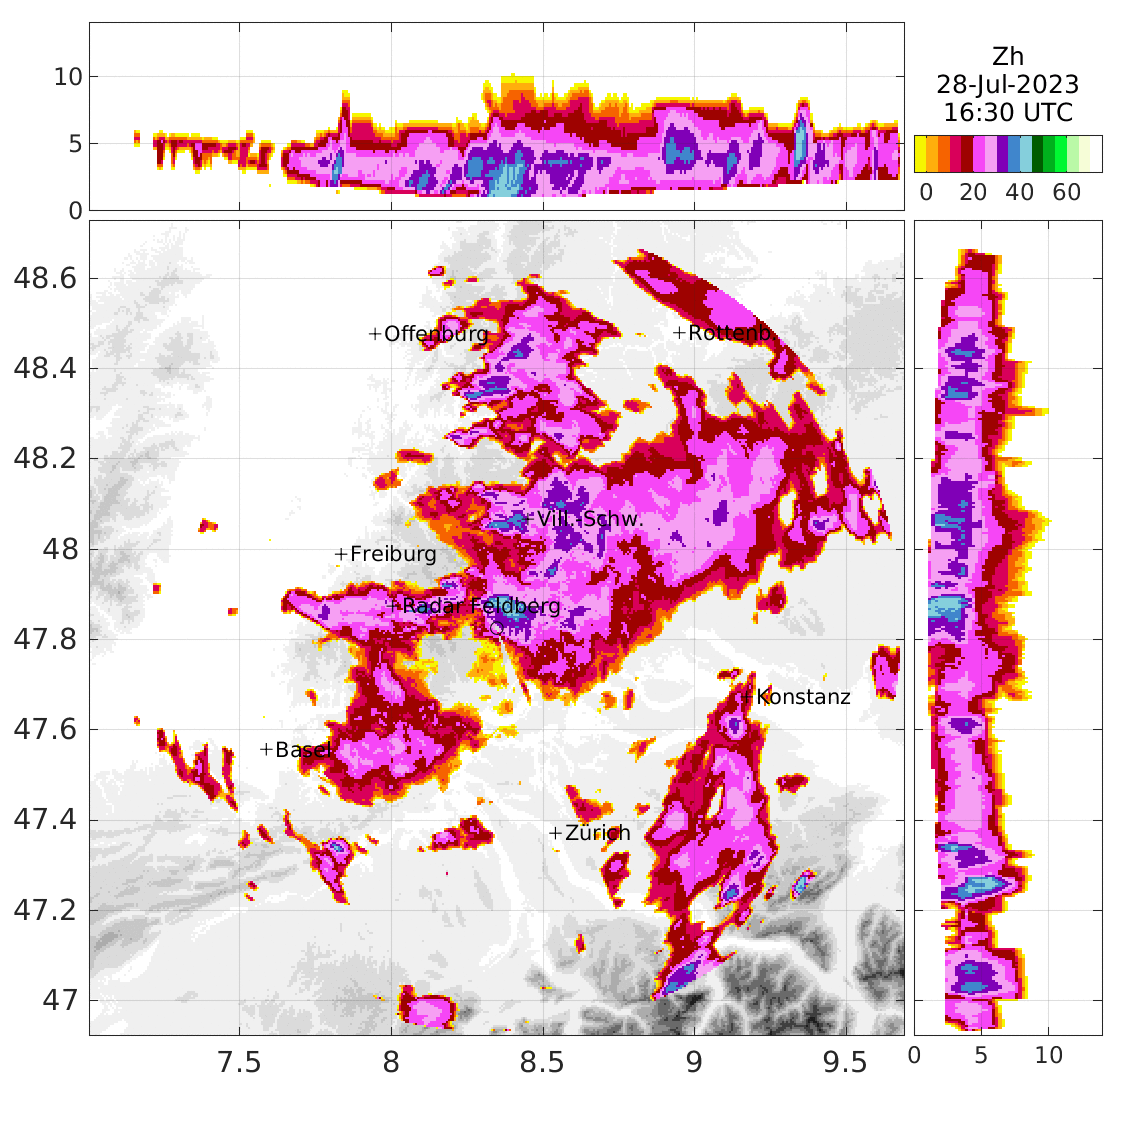 10
5
0
Zh
28-Jul-2023
16:30 UTC
0 20 40 60
48.6
48.4
48.2
48
47.8
47.6
47.4
47.2
47
+Offenburg
+Rottenb.
+Vill.-Schw.
+Freiburg
+Radar Feldberg
+Konstanz
+Basel
+Zürich
7.5 8 8.5 9 9.5
0 5 10